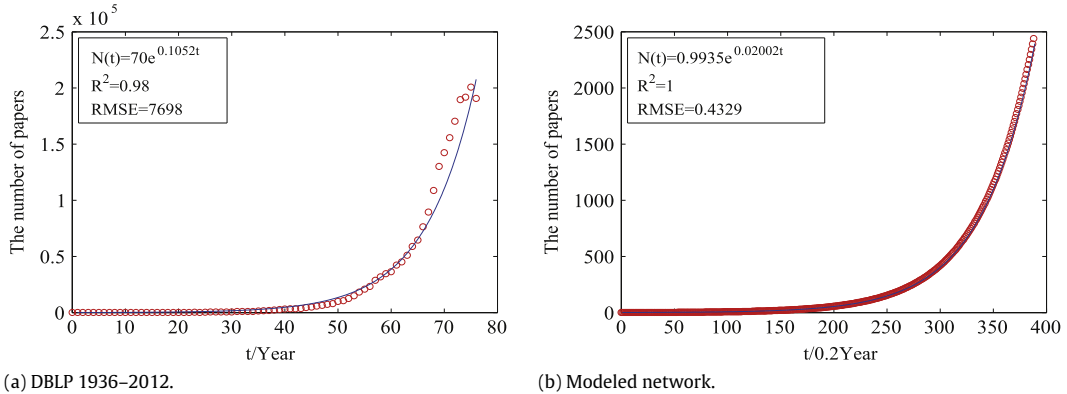 x 10^5
2.5
2
1.5
1
0.5
0
The number of papers
N(t)=70e^0.1052t
R^2=0.98
RMSE=7698
0 10 20 30 40 50 60 70 80
t/Year
(a) DBLP 1936–2012.
2500
2000
1500
1000
500
0
The number of papers
N(t)=0.9935e^0.02002t
R^2=1
RMSE=0.4329
0 50 100 150 200 250 300 350 400
t/0.2Year
(b) Modeled network.